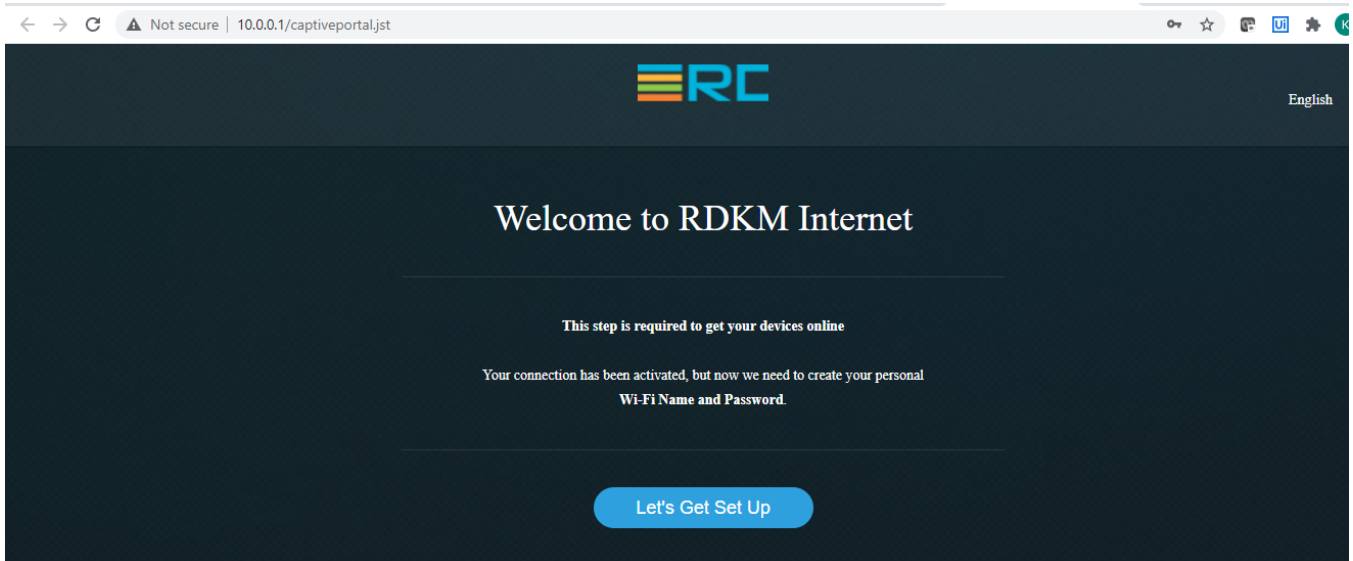 Not secure | 10.0.0.1/captiveportal.jst
Ui
K
RC
English
Welcome to RDKM Internet
This step is required to get your devices online
Your connection has been activated, but now we need to create your personal
Wi-Fi Name and Password.
Let's Get Set Up